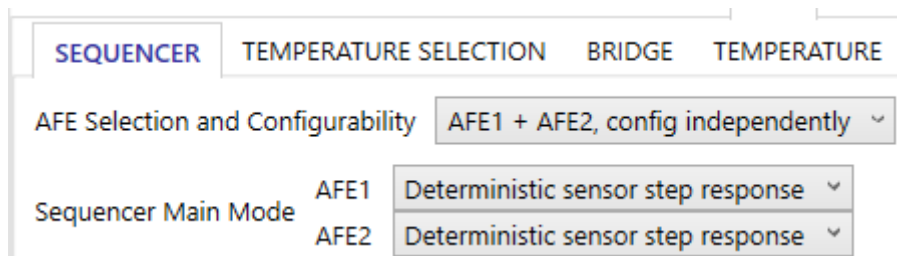 SEQUENCER TEMPERATURE SELECTION BRIDGE TEMPERATURE
AFE Selection and Configurability AFE1 + AFE2, config independently
Sequencer Main Mode
AFE1 Deterministic sensor step response
AFE2 Deterministic sensor step response